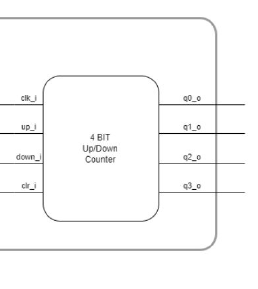 clk_i
q0_o
up_i
q1_o
4 BIT
Up/Down
Counter
down_i
q2_o
clr_i
q3_o